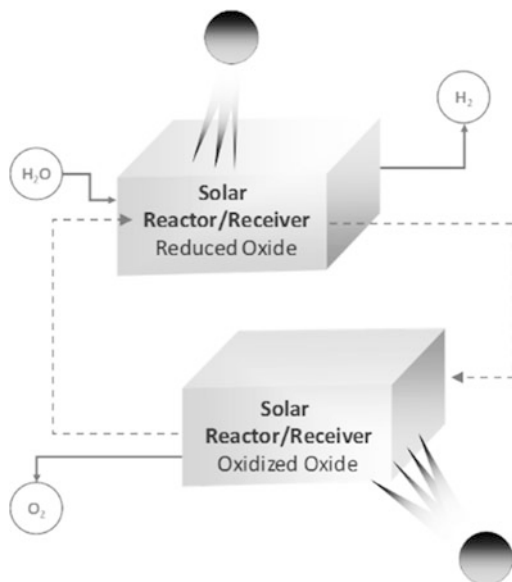 H₂
H₂O
Solar
Reactor/Receiver
Reduced Oxide
Solar
Reactor/Receiver
Oxidized Oxide
O₂